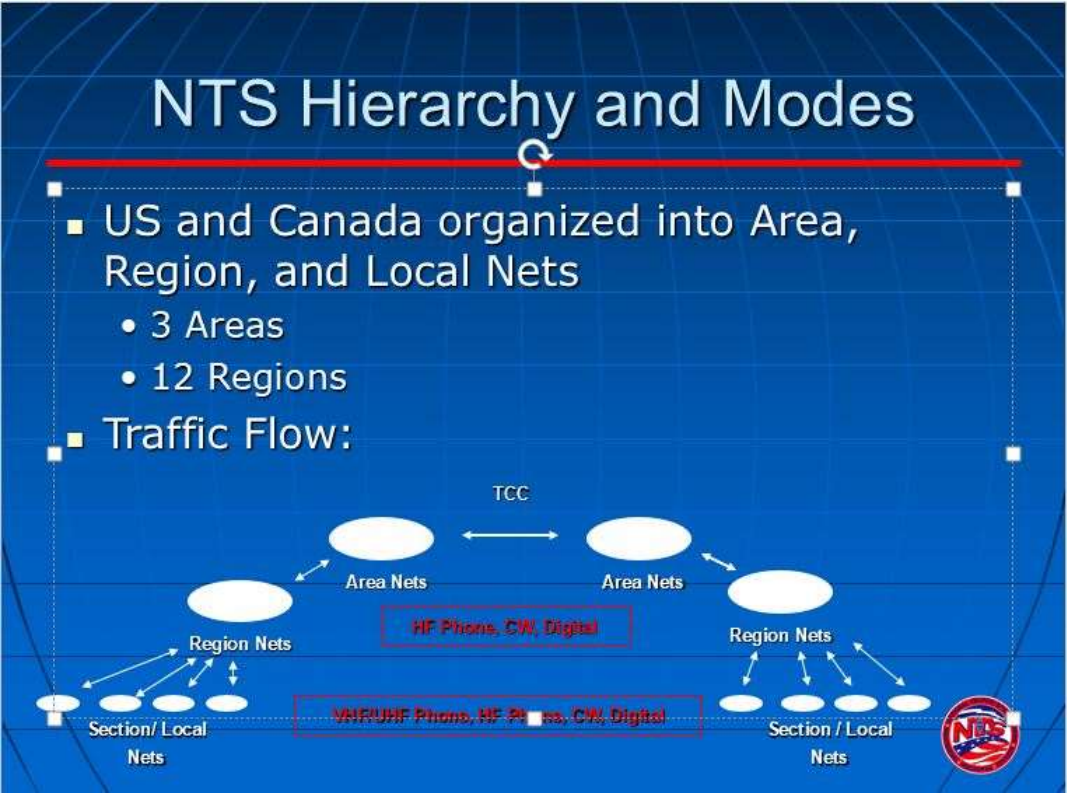 NTS Hierarchy and Modes
US and Canada organized into Area,
Region, and Local Nets
• 3 Areas
• 12 Regions
Traffic Flow:
TCC
Area Nets
Area Nets
HF Phone, CW, Digital
Region Nets
Region Nets
VHF/UHF Phone, HF Phone, CW, Digital
Section/ Local
Nets
Section / Local
Nets
NTS